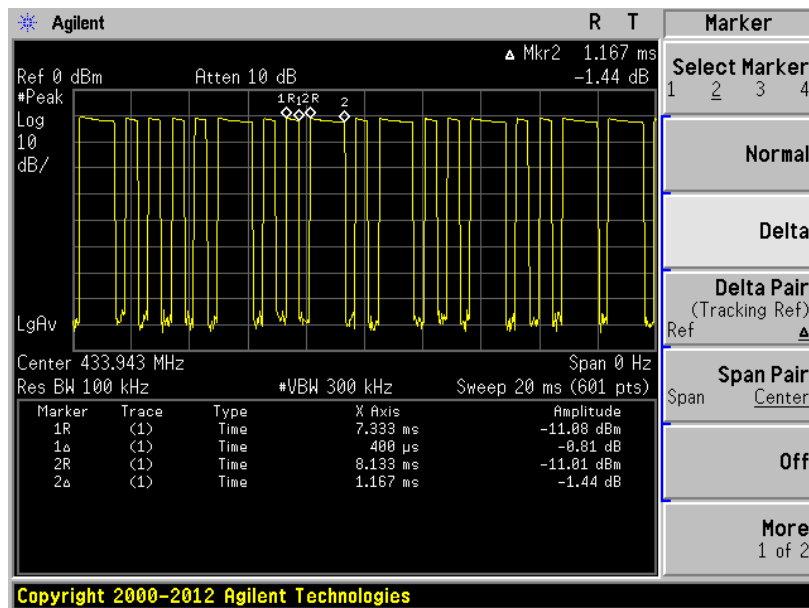 Agilent R T Marker
Δ Mkr2 1.167 ms
Ref 0 dBm Atten 10 dB -1.44 dB
#Peak
Log
10
dB/
1R 1 2R 2
LgAv
Center 433.943 MHz Span 0 Hz
Res BW 100 kHz #VBW 300 kHz Sweep 20 ms (601 pts)
Marker Trace Type X Axis Amplitude
1R (1) Time 7.333 ms -11.08 dBm
1Δ (1) Time 400 µs -0.81 dB
2R (1) Time 8.133 ms -11.01 dBm
2Δ (1) Time 1.167 ms -1.44 dB
Select Marker
1 2 3 4
Normal
Delta
Delta Pair
(Tracking Ref)
Ref Δ
Span Pair
Span Center
Off
More
1 of 2
Copyright 2000-2012 Agilent Technologies